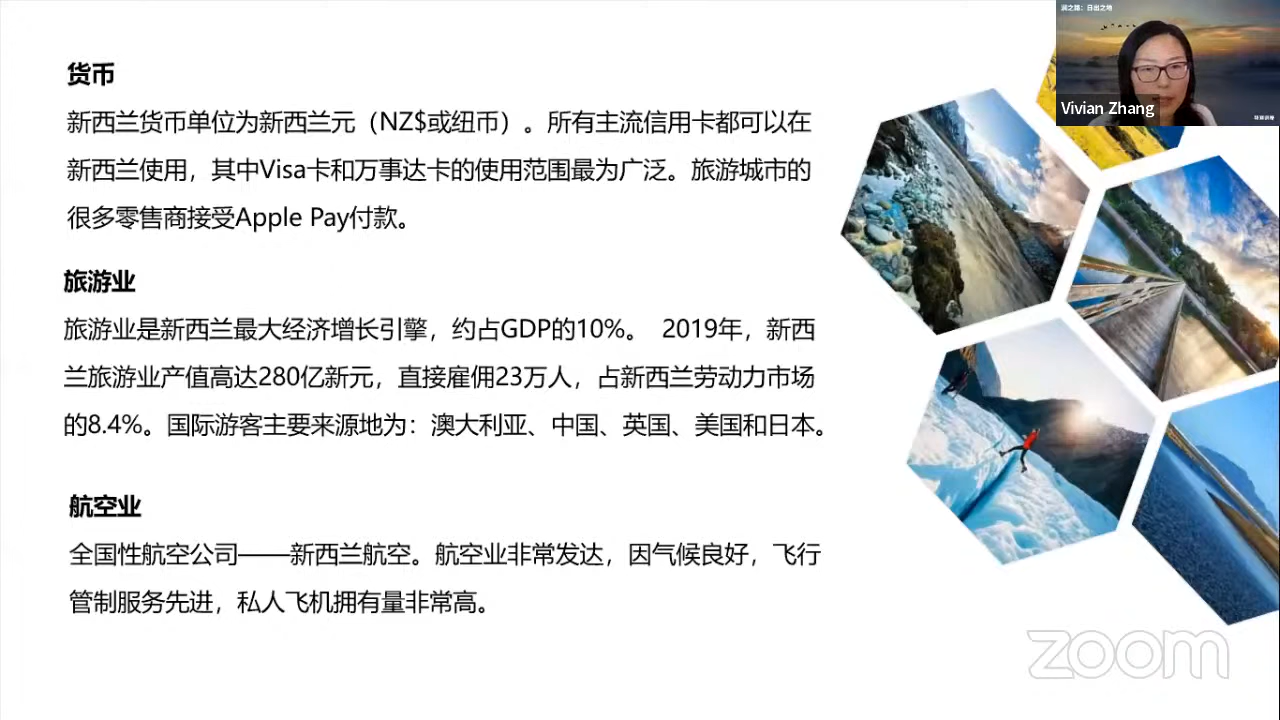 货币
新西兰货币单位为新西兰元（NZ$或纽币）。所有主流信用卡都可以在
新西兰使用，其中Visa卡和万事达卡的使用范围最为广泛。旅游城市的
很多零售商接受Apple Pay付款。
旅游业
旅游业是新西兰最大经济增长引擎，约占GDP的10%。 2019年，新西
兰旅游业产值高达280亿新元，直接雇佣23万人，占新西兰劳动力市场
的8.4%。国际游客主要来源地为：澳大利亚、中国、英国、美国和日本。
航空业
全国性航空公司——新西兰航空。航空业非常发达，因气候良好，飞行
管制服务先进，私人飞机拥有量非常高。
Vivian Zhang
zoom